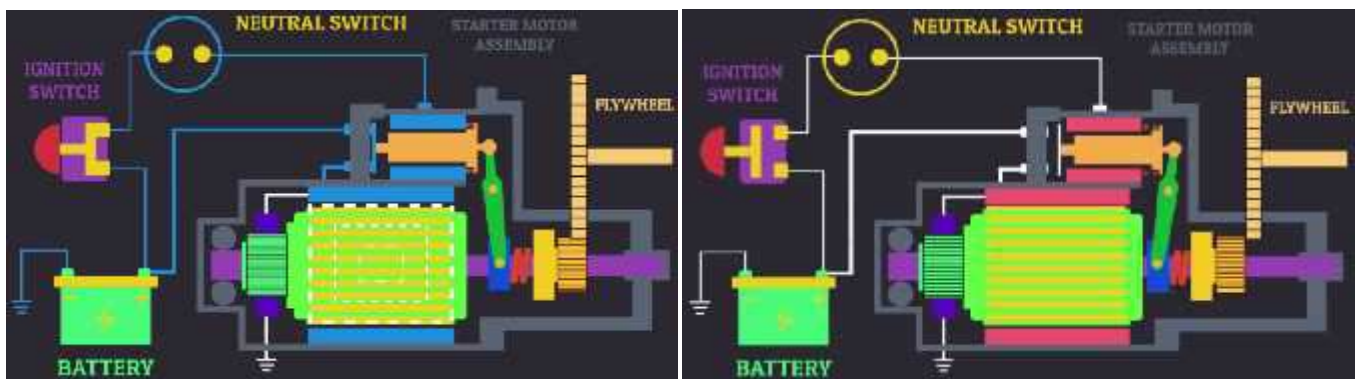 NEUTRAL SWITCH
STARTER MOTOR
ASSEMBLY
IGNITION
SWITCH
FLYWHEEL
BATTERY
NEUTRAL SWITCH
STARTER MOTOR
ASSEMBLY
IGNITION
SWITCH
FLYWHEEL
BATTERY